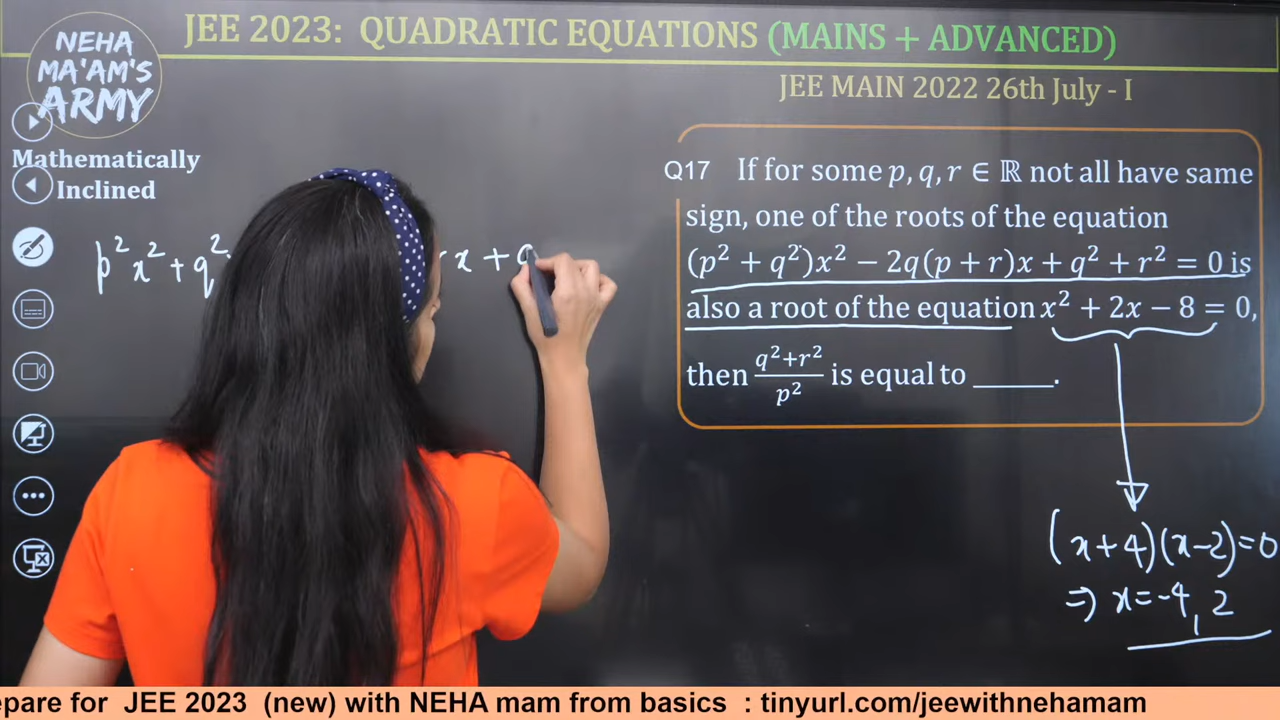 JEE 2023: QUADRATIC EQUATIONS (MAINS + ADVANCED)
NEHA
MA'AM'S
ARMY
JEE MAIN 2022 26th July - I
Mathematically
Inclined
Q17 If for some p, q, r ∈ ℝ not all have same
sign, one of the roots of the equation
(p² + q²)x² − 2q(p + r)x + q² + r² = 0 is
also a root of the equation x² + 2x − 8 = 0,
then (q²+r²)/p² is equal to ______.
p²x² + q²
x +
(x+4)(x−2)=0
⇒ x=−4, 2
epare for JEE 2023 (new) with NEHA mam from basics : tinyurl.com/jeewithnehamam